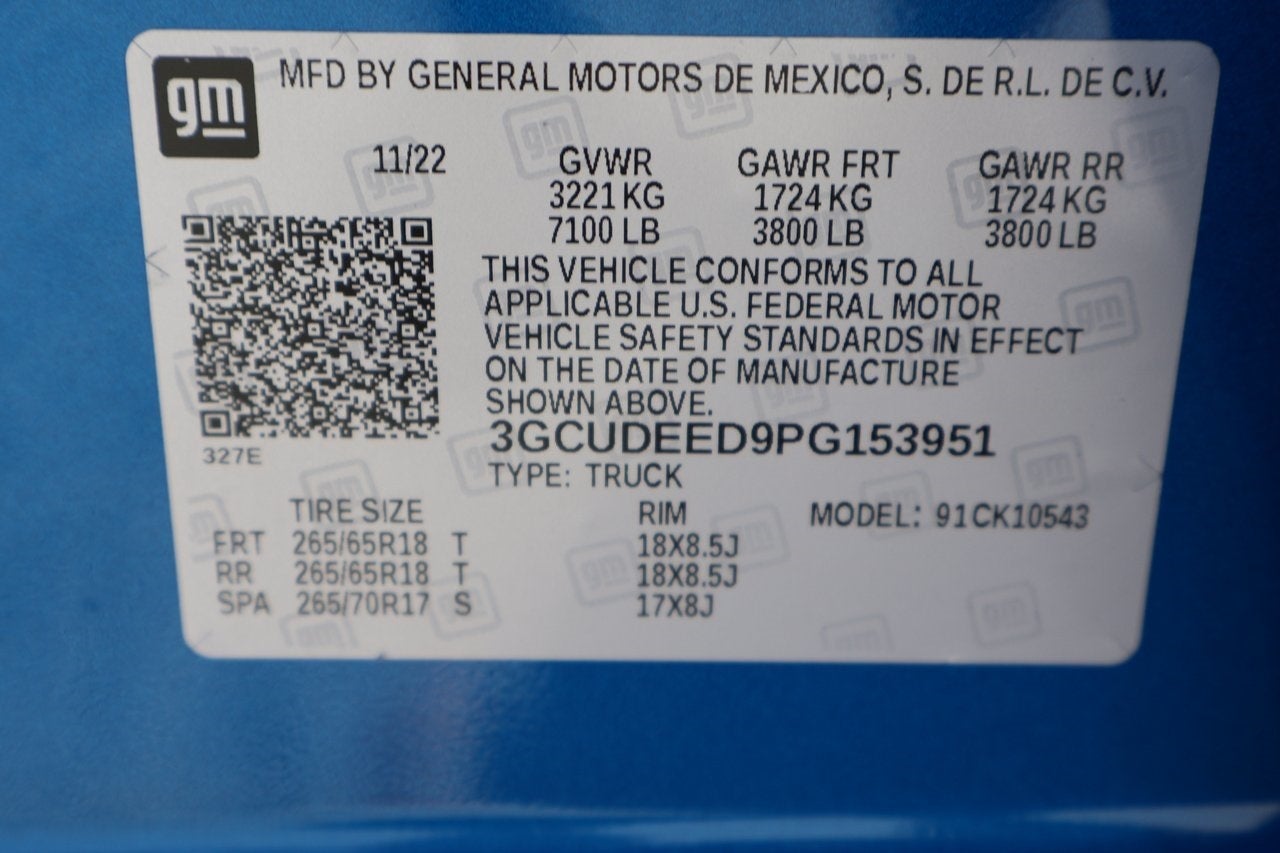 gm MFD BY GENERAL MOTORS DE MEXICO, S. DE R.L. DE C.V.
11/22 GVWR GAWR FRT GAWR RR
3221 KG 1724 KG 1724 KG
7100 LB 3800 LB 3800 LB
THIS VEHICLE CONFORMS TO ALL
APPLICABLE U.S. FEDERAL MOTOR
VEHICLE SAFETY STANDARDS IN EFFECT
ON THE DATE OF MANUFACTURE
SHOWN ABOVE.
3GCUDEED9PG153951
327E
TYPE: TRUCK
TIRE SIZE RIM MODEL: 91CK10543
FRT 265/65R18 T 18X8.5J
RR 265/65R18 T 18X8.5J
SPA 265/70R17 S 17X8J